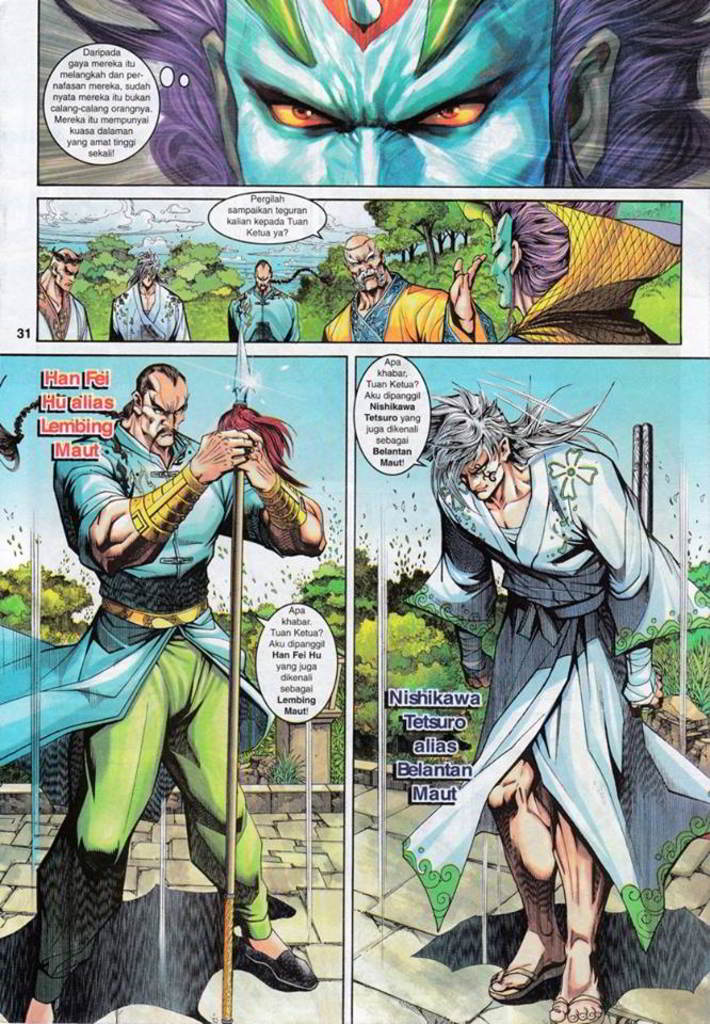 Daripada
gaya mereka itu
melangkah dan per-
nafasan mereka, sudah
nyata mereka itu bukan
calang-calang orangnya.
Mereka itu mempunyai
kuasa dalaman
yang amat tinggi
sekali!
Pergilah
sampaikan teguran
kalian kepada Tuan
Ketua ya?
31
Han Fei
Hu alias
Lembing
Maut
Apa
khabar,
Tuan Ketua?
Aku dipanggil
Han Fei Hu
yang juga
dikenali
sebagai
Lembing
Maut!
Apa
khabar,
Tuan Ketua?
Aku dipanggil
Nishikawa
Tetsuro yang
juga dikenali
sebagai
Belantan
Maut!
Nishikawa
Tetsuro
alias
Belantan
Maut